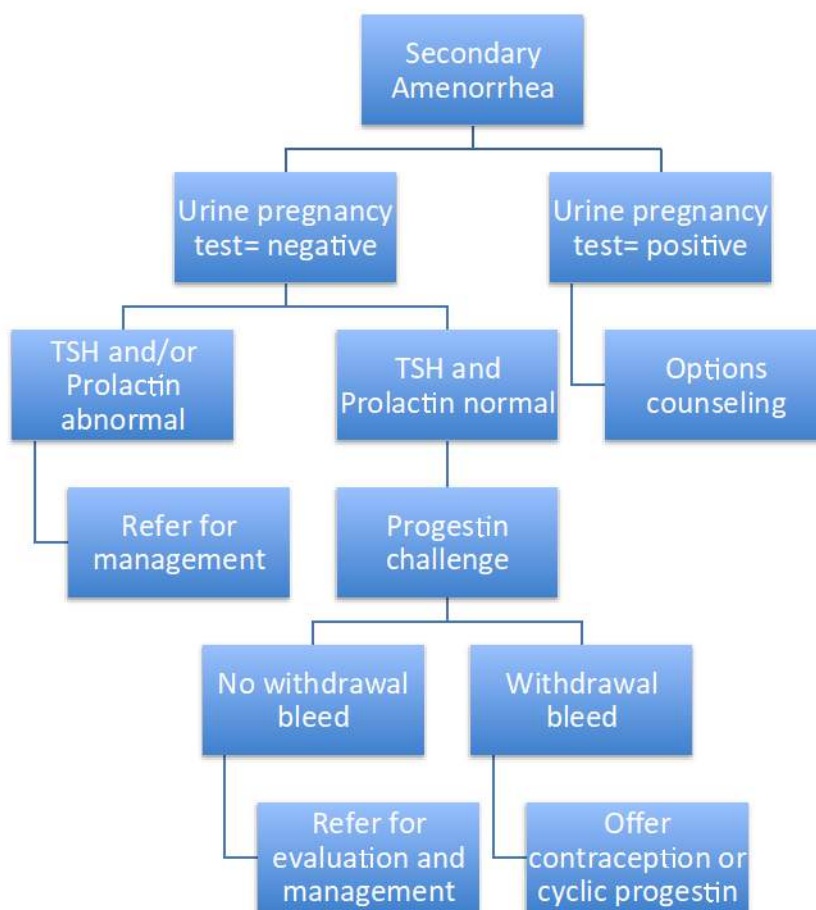 Secondary
Amenorrhea
Urine pregnancy
test= negative
Urine pregnancy
test= positive
TSH and/or
Prolactin
abnormal
TSH and
Prolactin normal
Options
counseling
Refer for
management
Progestin
challenge
No withdrawal
bleed
Withdrawal
bleed
Refer for
evaluation and
management
Offer
contraception or
cyclic progestin